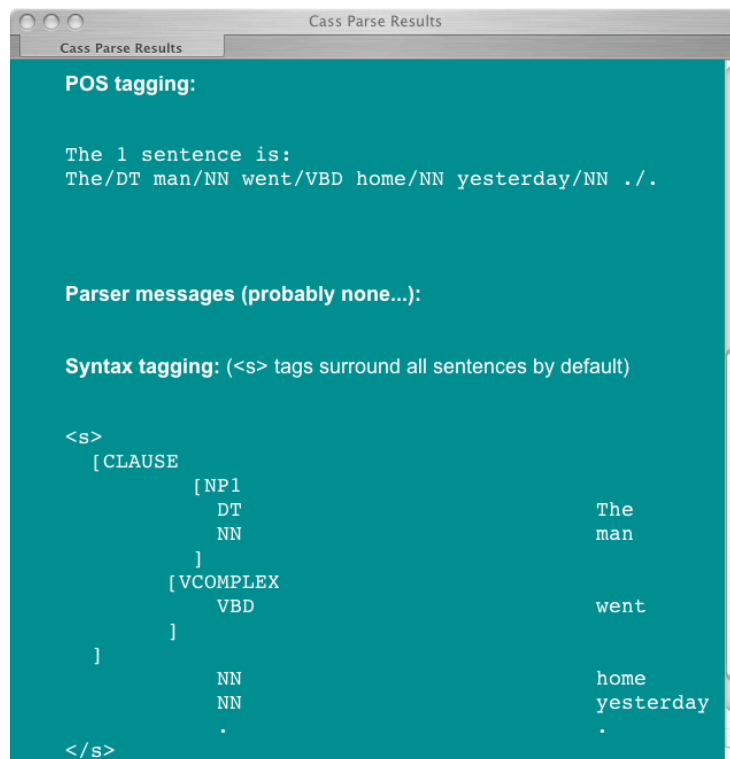 Cass Parse Results
Cass Parse Results
POS tagging:
The 1 sentence is:
The/DT man/NN went/VBD home/NN yesterday/NN ./.
Parser messages (probably none...):
Syntax tagging: (<s> tags surround all sentences by default)
<s>
[CLAUSE
[NP1
DT The
NN man
]
[VCOMPLEX
VBD went
]
]
NN home
NN yesterday
. .
</s>